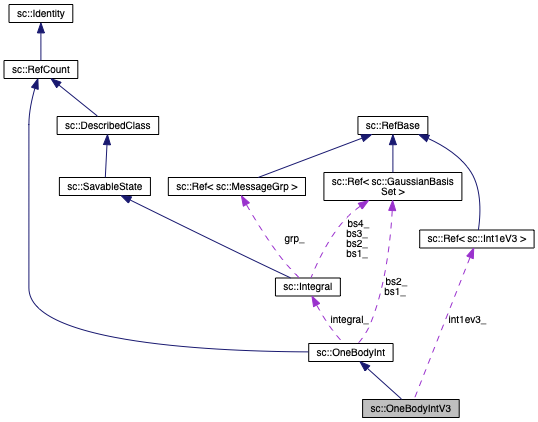 sc::Identity
sc::RefCount
sc::DescribedClass
sc::RefBase
sc::SavableState
sc::Ref< sc::MessageGrp >
sc::Ref< sc::GaussianBasis
Set >
sc::Ref< sc::Int1eV3 >
grp_
bs4_
bs3_
bs2_
bs1_
sc::Integral
bs2_
bs1_
integral_
int1ev3_
sc::OneBodyInt
sc::OneBodyIntV3